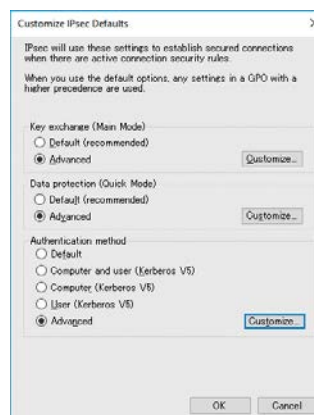 Customize IPsec Defaults
IPsec will use these settings to establish secured connections
when there are active connection security rules.
When you use the default options, any settings in a GPO with a
higher precedence are used.
Key exchange (Main Mode)
Default (recommended)
Advanced
Customize...
Data protection (Quick Mode)
Default (recommended)
Advanced
Customize...
Authentication method
Default
Computer and user (Kerberos V5)
Computer (Kerberos V5)
User (Kerberos V5)
Advanced
Customize...
OK
Cancel